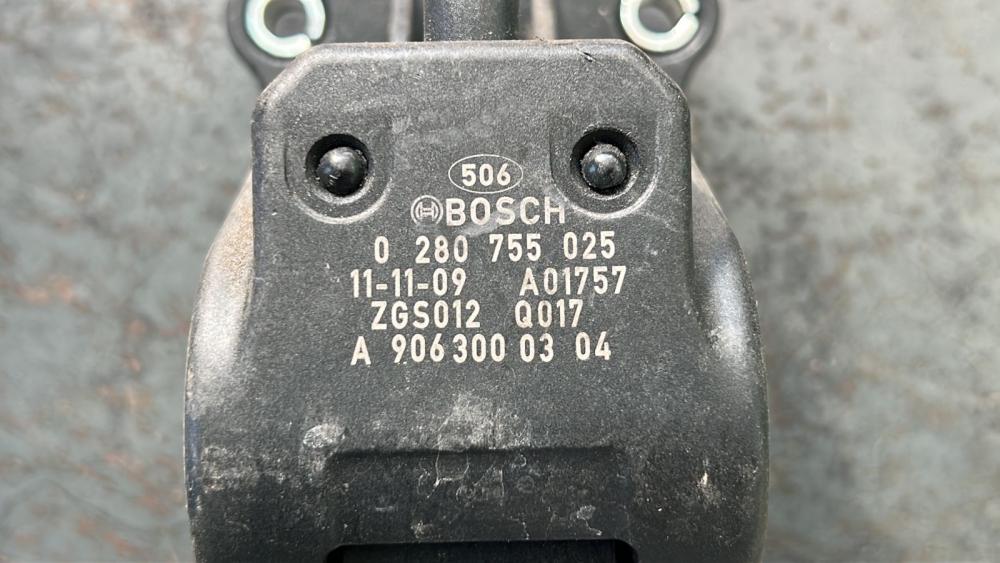 506
BOSCH
0 280 755 025
11-11-09 A01757
ZGS012 Q017
A 906 300 03 04